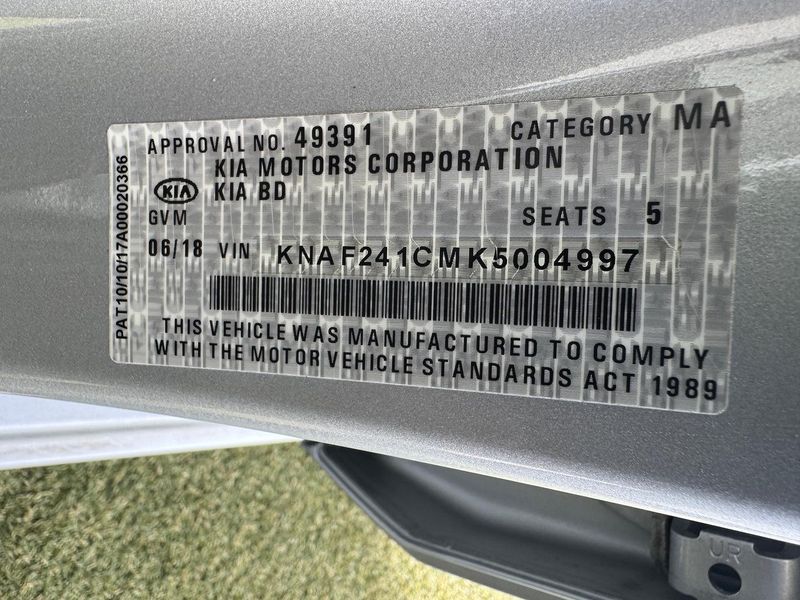 APPROVAL NO. 49391 CATEGORY MA
KIA MOTORS CORPORATION
KIA KIA BD
GVM SEATS 5
06/18 VIN KNAF241CMK5004997
THIS VEHICLE WAS MANUFACTURED TO COMPLY
WITH THE MOTOR VEHICLE STANDARDS ACT 1989
PAT10/10/17A00020366
UR